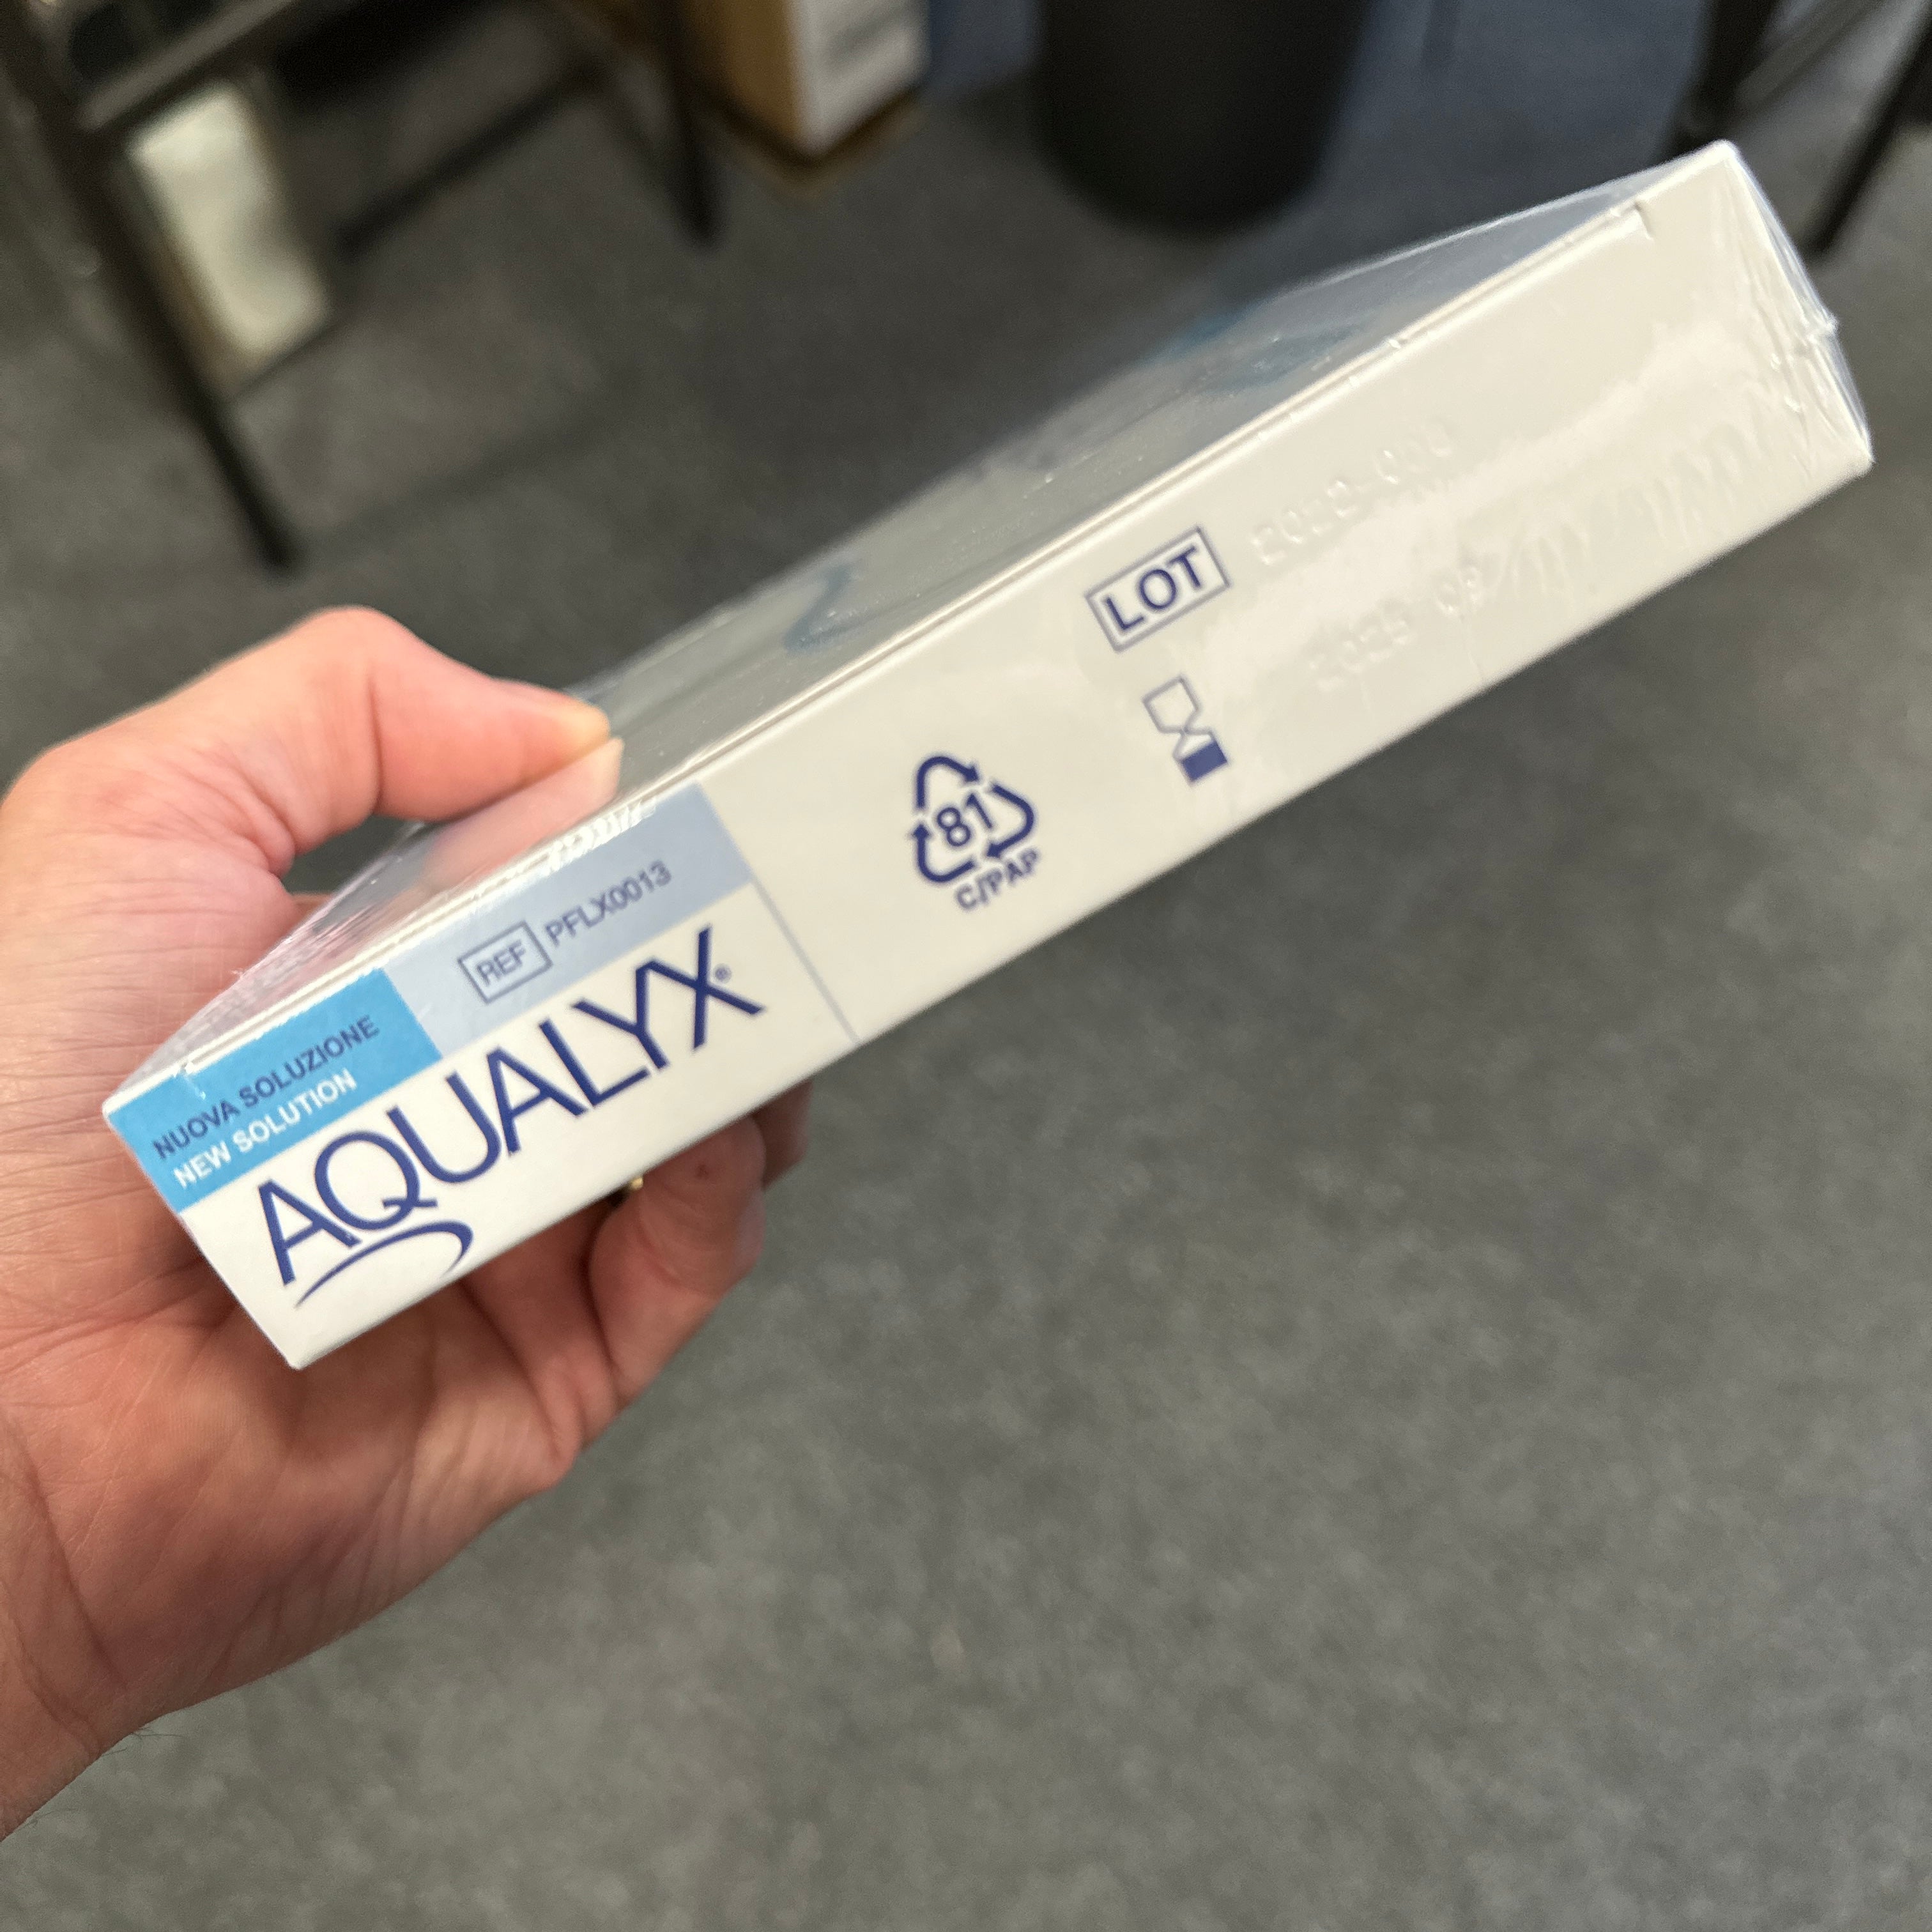 NUOVA SOLUZIONE
NEW SOLUTION
REF PFLX0013
AQUALYX®
81
C/PAP
LOT